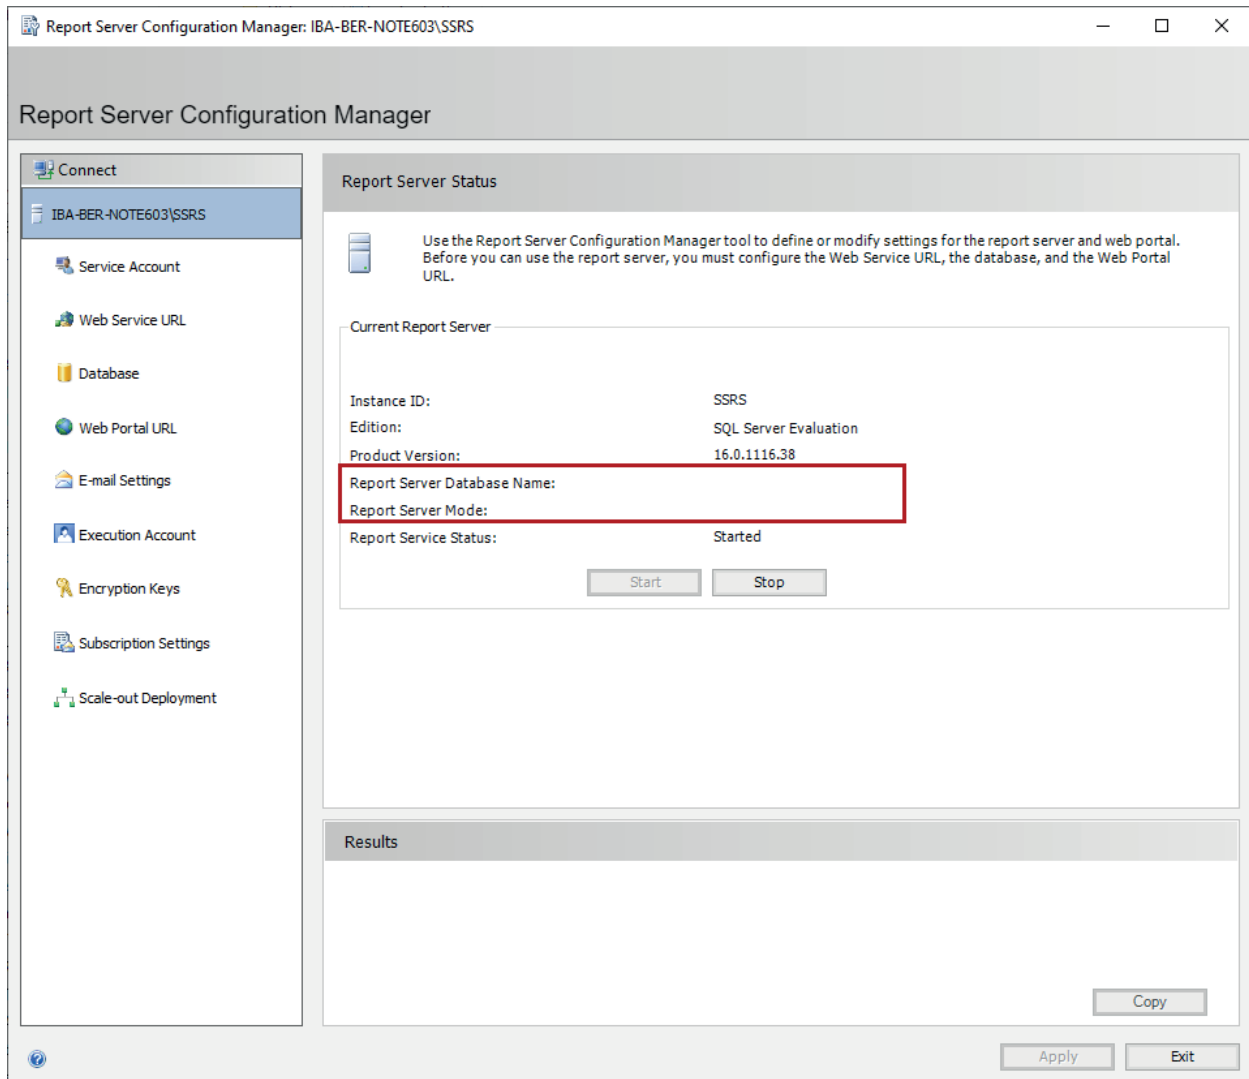 Report Server Configuration Manager: IBA-BER-NOTE603\SSRS
Report Server Configuration Manager
Connect
IBA-BER-NOTE603\SSRS
Service Account
Web Service URL
Database
Web Portal URL
E-mail Settings
Execution Account
Encryption Keys
Subscription Settings
Scale-out Deployment
Report Server Status
Use the Report Server Configuration Manager tool to define or modify settings for the report server and web portal.
Before you can use the report server, you must configure the Web Service URL, the database, and the Web Portal
URL.
Current Report Server
Instance ID: SSRS
Edition: SQL Server Evaluation
Product Version: 16.0.1116.38
Report Server Database Name:
Report Server Mode:
Report Service Status: Started
Start Stop
Results
Copy
Apply Exit